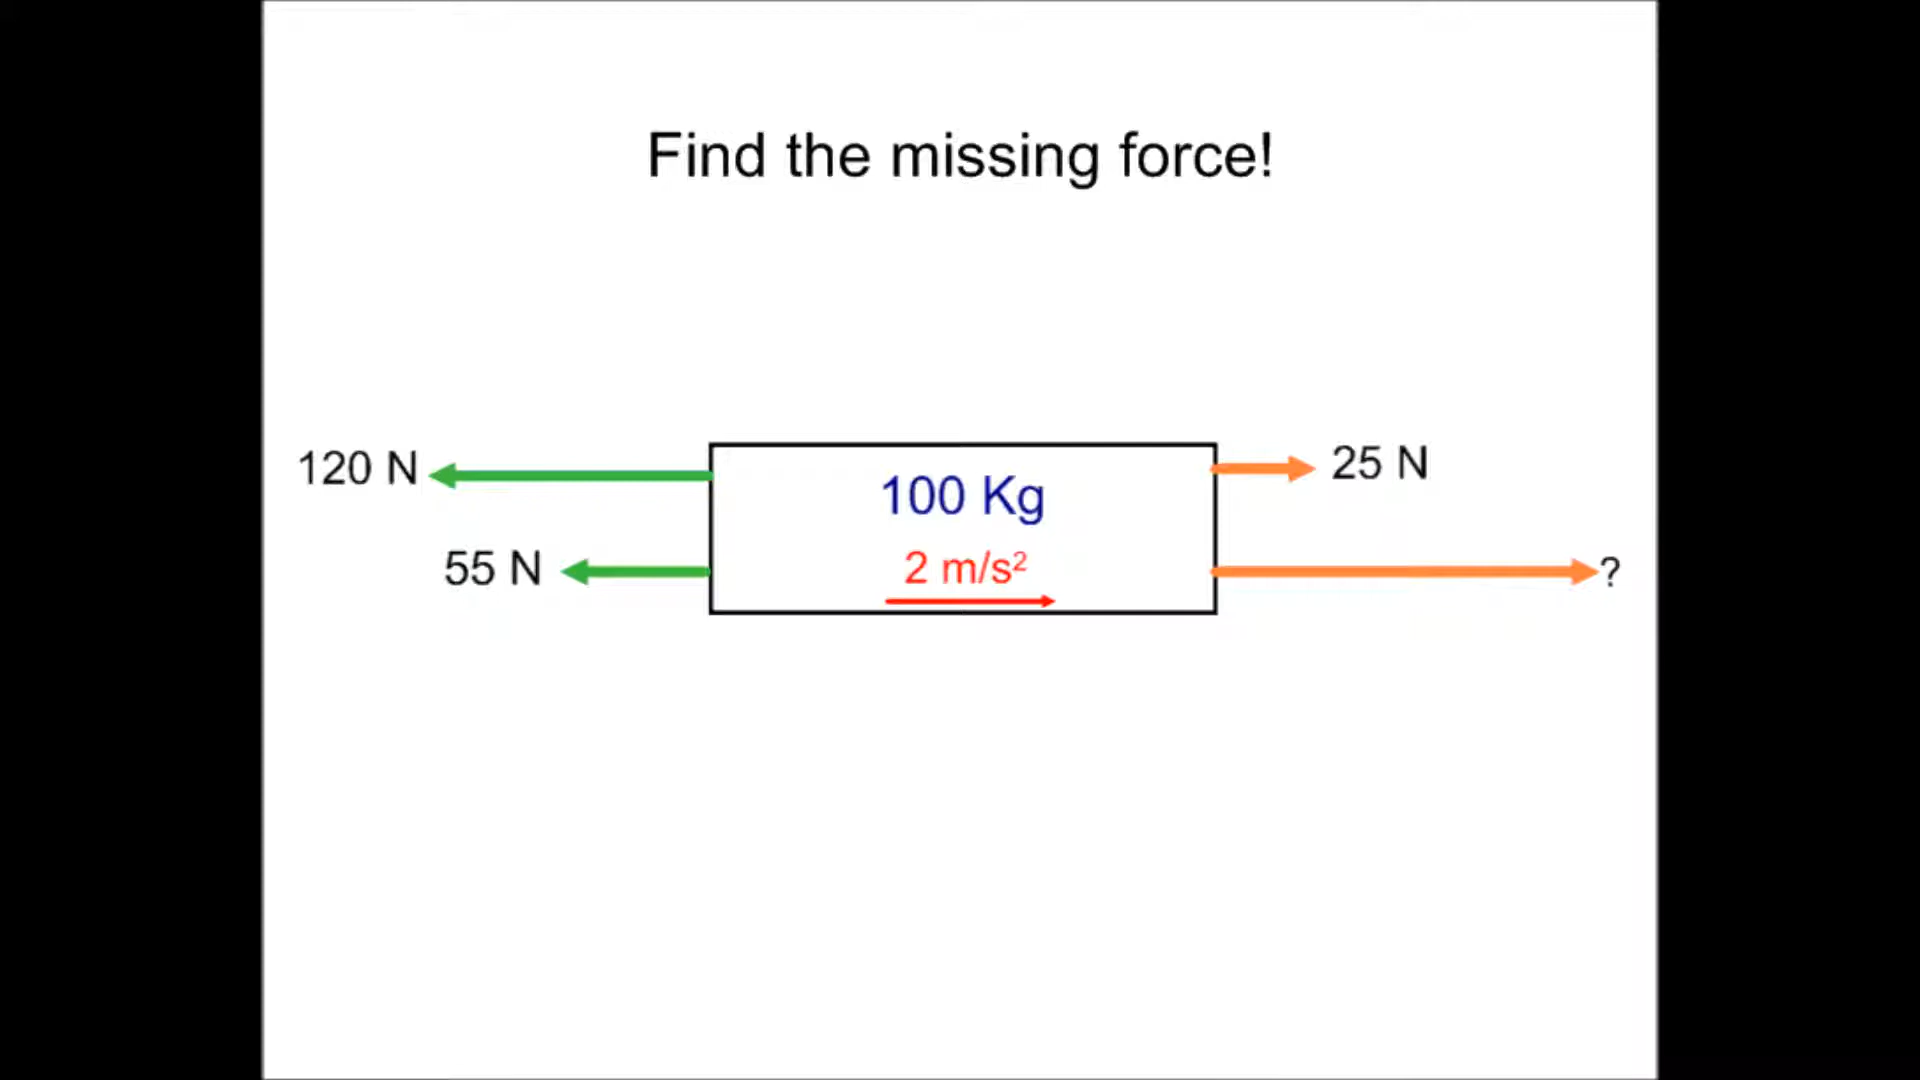 Find the missing force!
120 N
25 N
100 Kg
55 N
2 m/s²
?